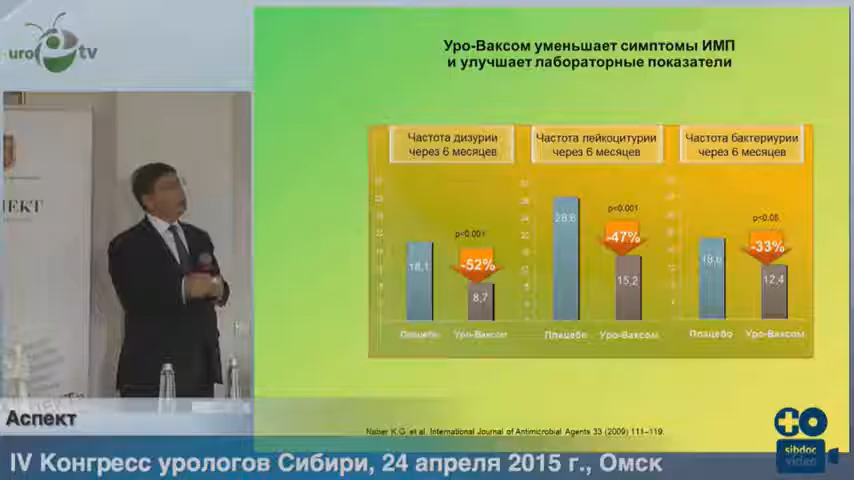 uro tv
Уро-Ваксом уменьшает симптомы ИМП
и улучшает лабораторные показатели
Частота дизурии
через 6 месяцев
Частота лейкоцитурии
через 6 месяцев
Частота бактериурии
через 6 месяцев
p<0.001
18,1
-52%
8,7
Плацебо
Уро-Ваксом
p<0.001
28,8
-47%
15,2
Плацебо
Уро-Ваксом
p<0.05
18,6
-33%
12,4
Плацебо
Уро-Ваксом
Naber K.G. et al. International Journal of Antimicrobial Agents 33 (2009) 111–119.
Аспект
IV Конгресс урологов Сибири, 24 апреля 2015 г., Омск
sibdoc
video